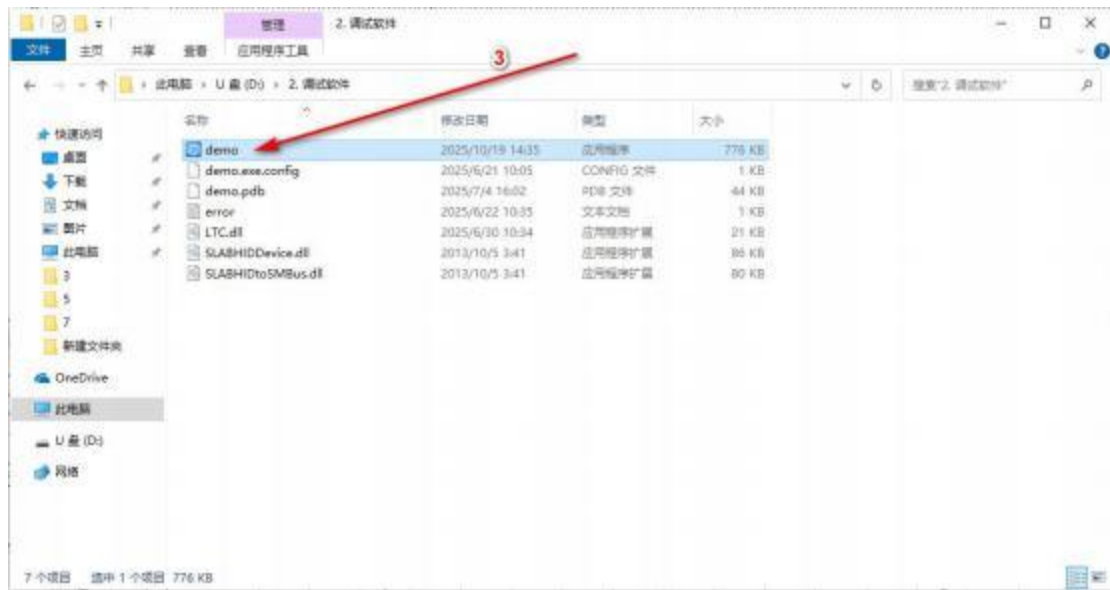 管理 2. 调试软件
文件 主页 共享 查看 应用程序工具
3
此电脑 › U 盘 (D:) › 2. 调试软件 搜索"2. 调试软件"
名称 修改日期 类型 大小
快速访问
桌面
下载
文档
图片
此电脑
3
5
7
新建文件夹
OneDrive
此电脑
U 盘 (D:)
网络
demo 2025/10/19 14:35 应用程序 776 KB
demo.exe.config 2025/6/21 10:05 CONFIG 文件 1 KB
demo.pdb 2025/7/4 16:02 PDB 文件 44 KB
error 2025/6/22 10:35 文本文档 1 KB
LTC.dll 2025/6/30 10:34 应用程序扩展 21 KB
SLABHIDDevice.dll 2013/10/5 3:41 应用程序扩展 86 KB
SLABHIDtoSMBus.dll 2013/10/5 3:41 应用程序扩展 80 KB
7 个项目 选中 1 个项目 776 KB